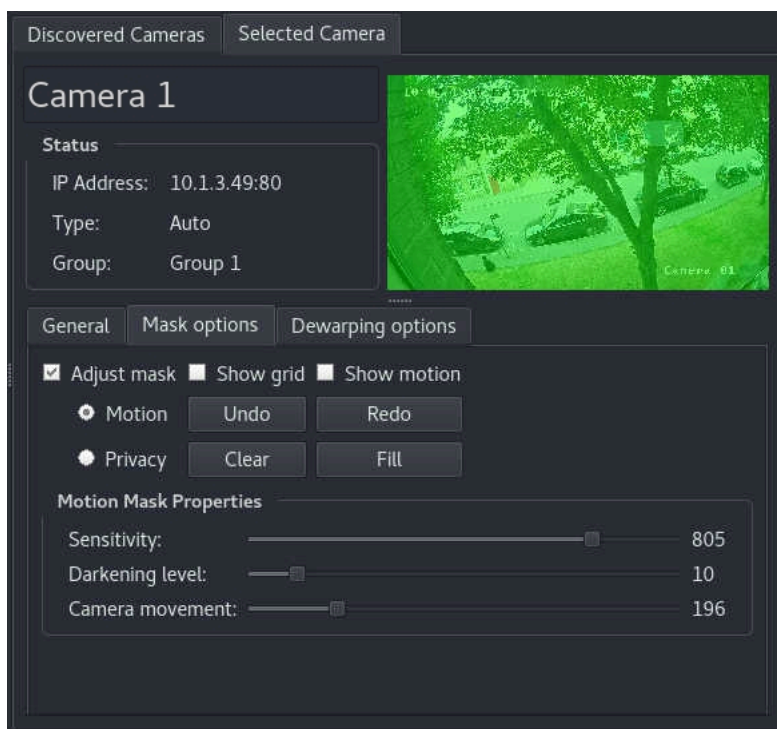 Discovered Cameras Selected Camera
Camera 1
Status
IP Address: 10.1.3.49:80
Type: Auto
Group: Group 1
Camera 01
General Mask options Dewarping options
Adjust mask Show grid Show motion
Motion Undo Redo
Privacy Clear Fill
Motion Mask Properties
Sensitivity: 805
Darkening level: 10
Camera movement: 196